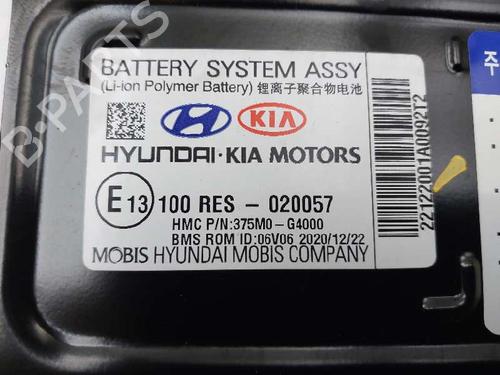 BATTERY SYSTEM ASSY
(Li-ion Polymer Battery) 锂离子聚合物电池
KIA
HYUNDAI·KIA MOTORS
E13 100 RES - 020057
HMC P/N:375M0-G4000
BMS ROM ID:06V06 2020/12/22
MOBIS HYUNDAI MOBIS COMPANY
221222001A0092T2
주
B-PARTS